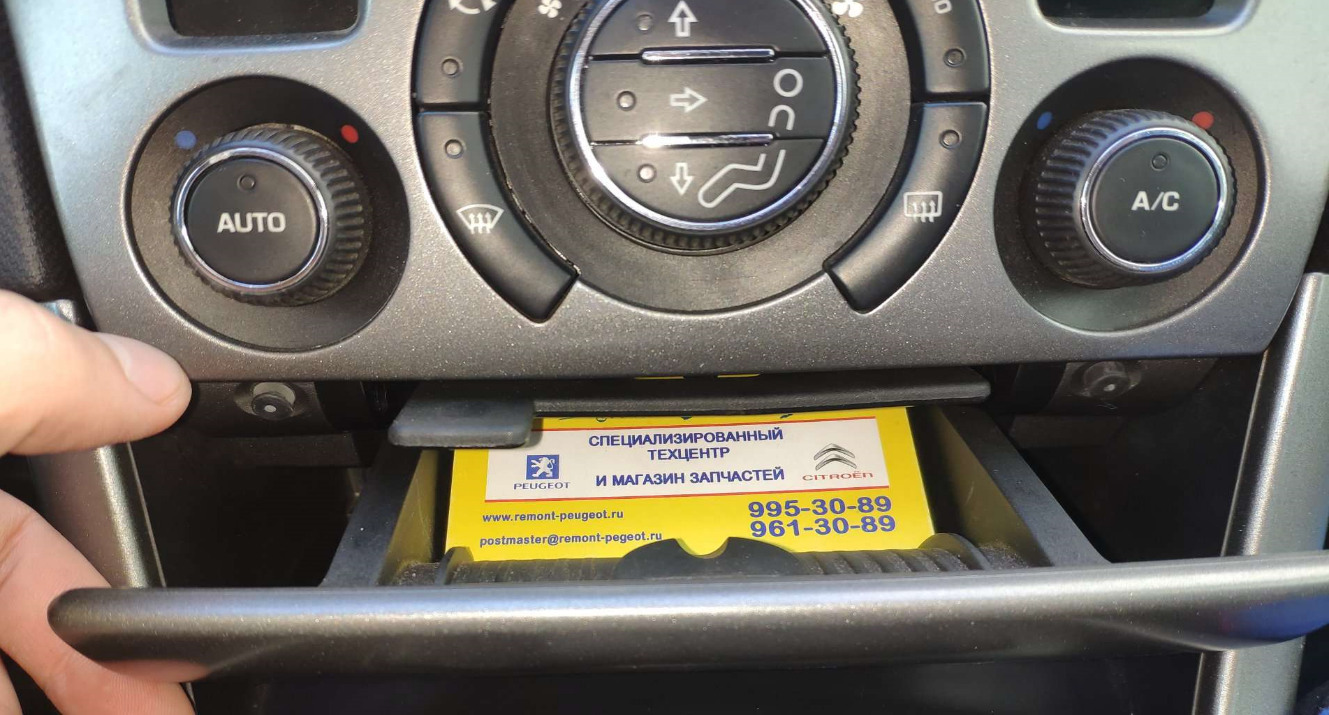 AUTO
A/C
СПЕЦИАЛИЗИРОВАННЫЙ
ТЕХЦЕНТР
И МАГАЗИН ЗАПЧАСТЕЙ
PEUGEOT
CITROËN
www.remont-peugeot.ru
995-30-89
postmaster@remont-pegeot.ru
961-30-89